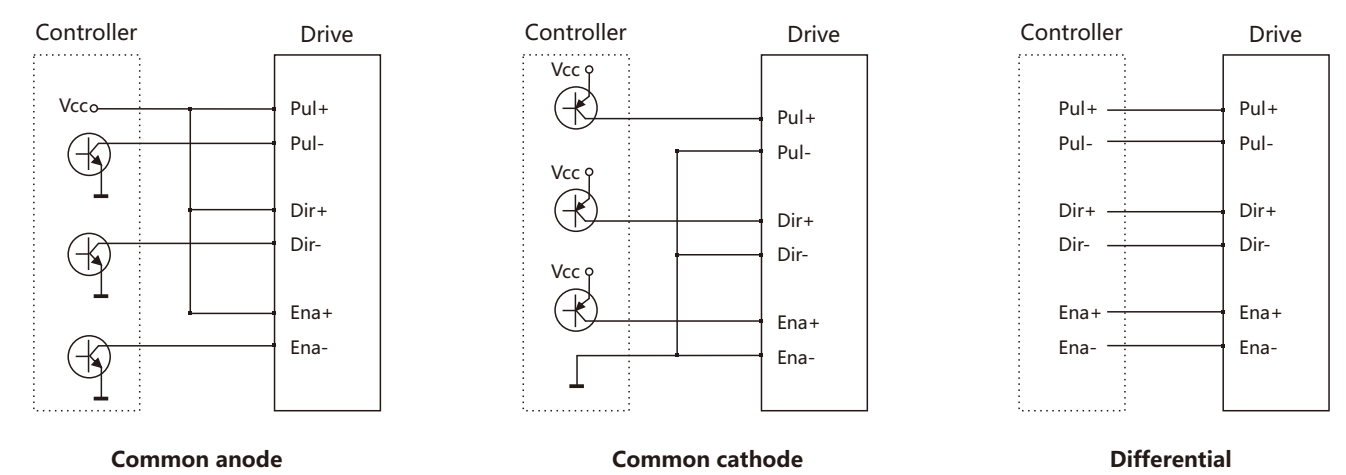 Controller
Drive
Vcc
Pul+
Pul-
Dir+
Dir-
Ena+
Ena-
Common anode
Controller
Drive
Vcc
Pul+
Pul-
Vcc
Dir+
Dir-
Vcc
Ena+
Ena-
Common cathode
Controller
Drive
Pul+ Pul+
Pul- Pul-
Dir+ Dir+
Dir- Dir-
Ena+ Ena+
Ena- Ena-
Differential